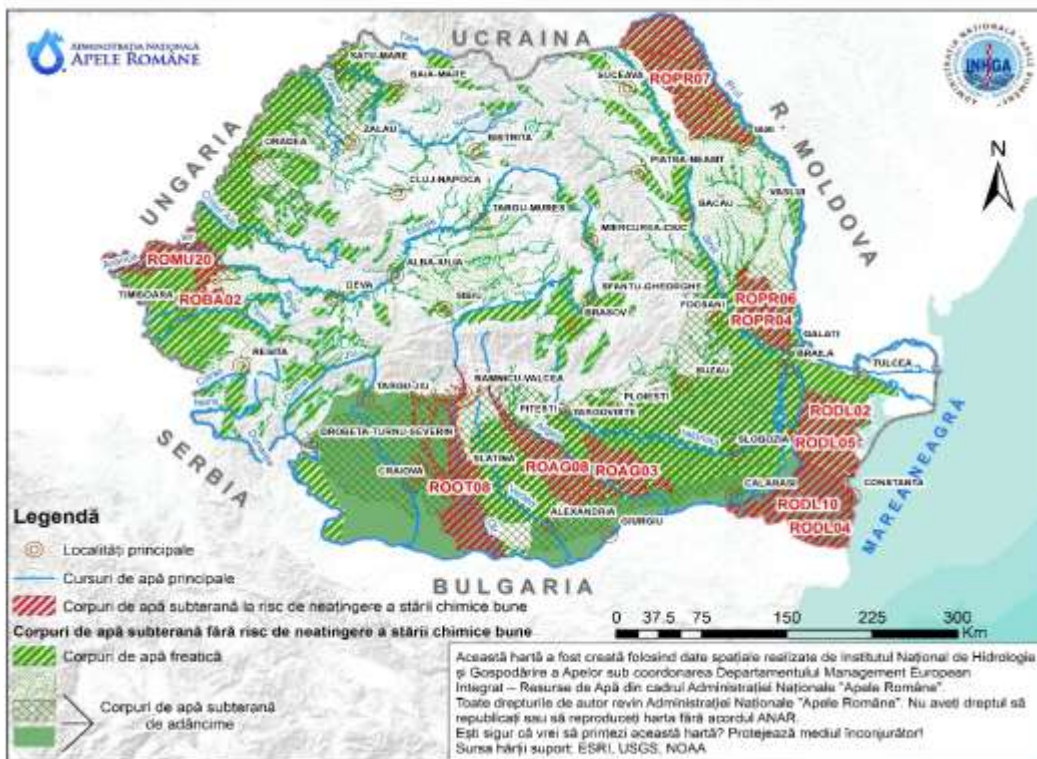 ADMINISTRAȚIA NAȚIONALĂ
APELE ROMÂNE
UCRAINA
ADMINISTRAȚIA NAȚIONALĂ "APELE ROMÂNE"
INHGA
Tisa
SATU-MARE
BAIA-MARE
SUCEAVA
ROPR07
Prut
R. MOLDOVA
N
UNGARIA
ORADEA
ZALAU
BISTRITA
IASI
PIATRA-NEAMT
CLUJ-NAPOCA
TARGU-MURES
BACAU
VASLUI
MIERCUREA-CIUC
ROMU20
ALBA-IULIA
TIMISOARA
ROBA02
DEVA
SIBIU
SFANTU-GHEORGHE
BRASOV
FOCSANI
ROPR06
ROPR04
GALATI
BRAILA
TULCEA
RESITA
BUZAU
TARGU-JIU
RAMNICU-VALCEA
PLOIESTI
PITESTI
TARGOVISTE
RODL02
DROBETA-TURNU-SEVERIN
SLOBOZIA
RODL05
SERBIA
CRAIOVA
SLATINA
ROOT08
ROAG08
ROAG03
CALARASI
CONSTANTA
RODL10
RODL04
ALEXANDRIA
GIURGIU
MAREA NEAGRĂ
BULGARIA
Legendă
Localități principale
Cursuri de apă principale
Corpuri de apă subterană la risc de neatingere a stării chimice bune
Corpuri de apă subterană fără risc de neatingere a stării chimice bune
Corpuri de apă freatică
Corpuri de apă subterană
de adâncime
0 37.5 75 150 225 300
Km
Această hartă a fost creată folosind date spațiale realizate de Institutul Național de Hidrologie
și Gospodărire a Apelor sub coordonarea Departamentului Management European
Integrat – Resurse de Apă din cadrul Administrației Naționale "Apele Române".
Toate drepturile de autor revin Administrației Naționale "Apele Române". Nu aveți dreptul să
republicați sau să reproduceți harta fără acordul ANAR.
Ești sigur că vrei să printezi această hartă? Protejează mediul înconjurător!
Sursa hărții suport: ESRI, USGS, NOAA